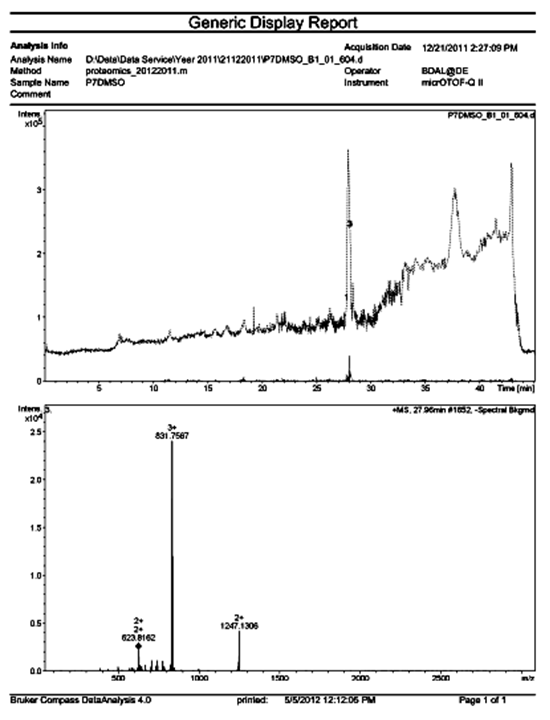 Generic Display Report
Analysis Info
Acquisition Date 12/21/2011 2:27:09 PM
Analysis Name D:\Data\Data Service\Year 2011\21122011\P7DMSO_B1_01_604.d
Method proteomics_20122011.m Operator BDAL@DE
Sample Name P7DMSO Instrument micrOTOF-Q II
Comment
Intens.
x10⁵
P7DMSO_B1_01_604.d
3
2
1
0
5 10 15 20 25 30 35 40 Time [min]
Intens.
x10⁴
+MS, 27.96min #1652, -Spectral Bkgrnd
2.5
3+
831.7567
2.0
1.5
1.0
0.5
2+
2+
623.8162
2+
1247.1306
0.0
500 1000 1500 2000 2500 m/z
Bruker Compass DataAnalysis 4.0 printed: 5/5/2012 12:12:05 PM Page 1 of 1